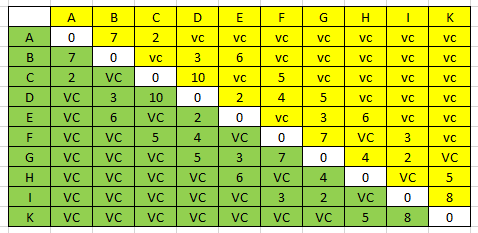 A B C D E F G H I K
A 0 7 2 vc vc vc vc vc vc vc
B 7 0 vc 3 6 vc vc vc vc vc
C 2 VC 0 10 vc 5 vc vc vc vc
D VC 3 10 0 2 4 5 vc vc vc
E VC 6 VC 2 0 vc 3 6 vc vc
F VC VC 5 4 VC 0 7 VC 3 vc
G VC VC VC 5 3 7 0 4 2 VC
H VC VC VC VC 6 VC 4 0 VC 5
I VC VC VC VC VC 3 2 VC 0 8
K VC VC VC VC VC VC VC 5 8 0